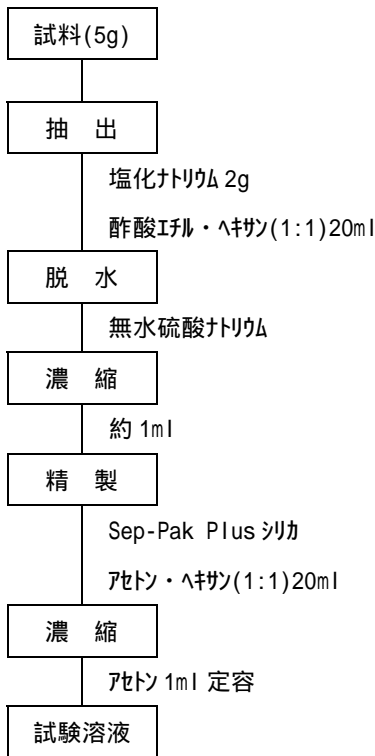 試料(5g)
抽　出
塩化ﾅﾄﾘｳﾑ 2g
酢酸ｴﾁﾙ・ﾍｷｻﾝ(1:1)20ml
脱　水
無水硫酸ﾅﾄﾘｳﾑ
濃　縮
約 1ml
精　製
Sep-Pak Plus ｼﾘｶ
ｱｾﾄﾝ・ﾍｷｻﾝ(1:1)20ml
濃　縮
ｱｾﾄﾝ 1ml 定容
試験溶液